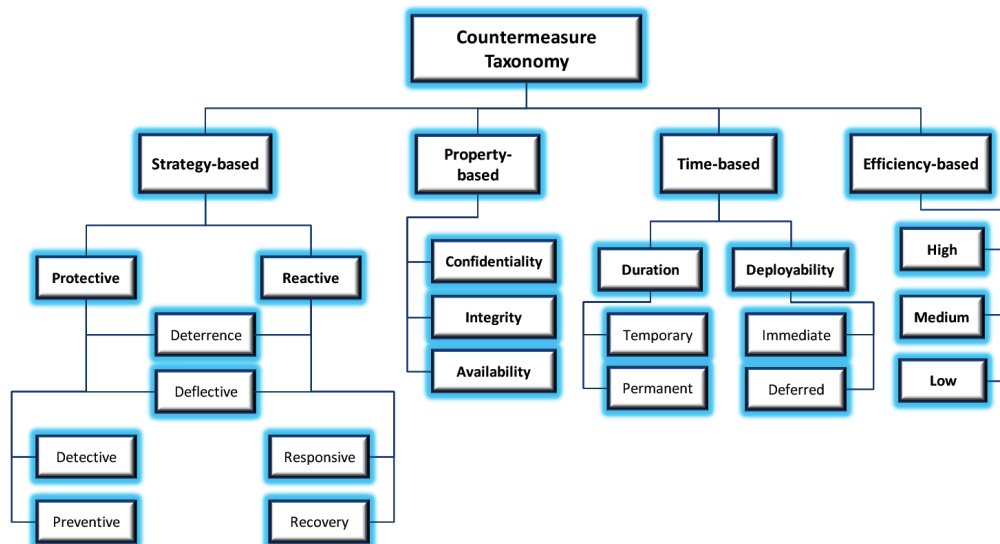 Countermeasure
Taxonomy
Strategy-based
Property-
based
Time-based
Efficiency-based
Protective
Reactive
Deterrence
Deflective
Detective
Preventive
Responsive
Recovery
Confidentiality
Integrity
Availability
Duration
Deployability
Temporary
Permanent
Immediate
Deferred
High
Medium
Low